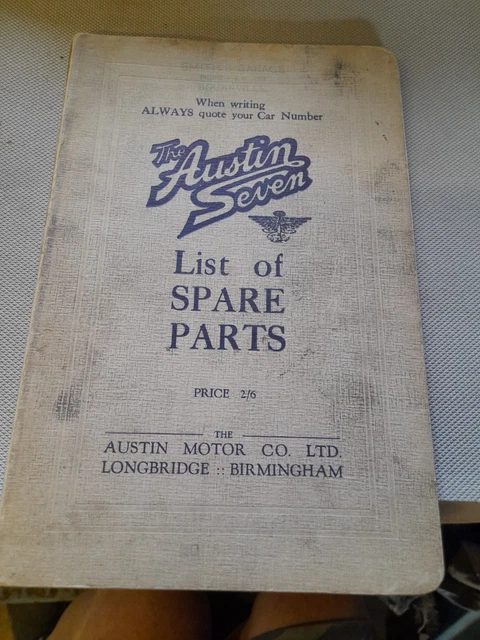 When writing
ALWAYS quote your Car Number
The
Austin
Seven
List of
SPARE
PARTS
PRICE 2/6
THE
AUSTIN MOTOR CO. LTD.
LONGBRIDGE :: BIRMINGHAM